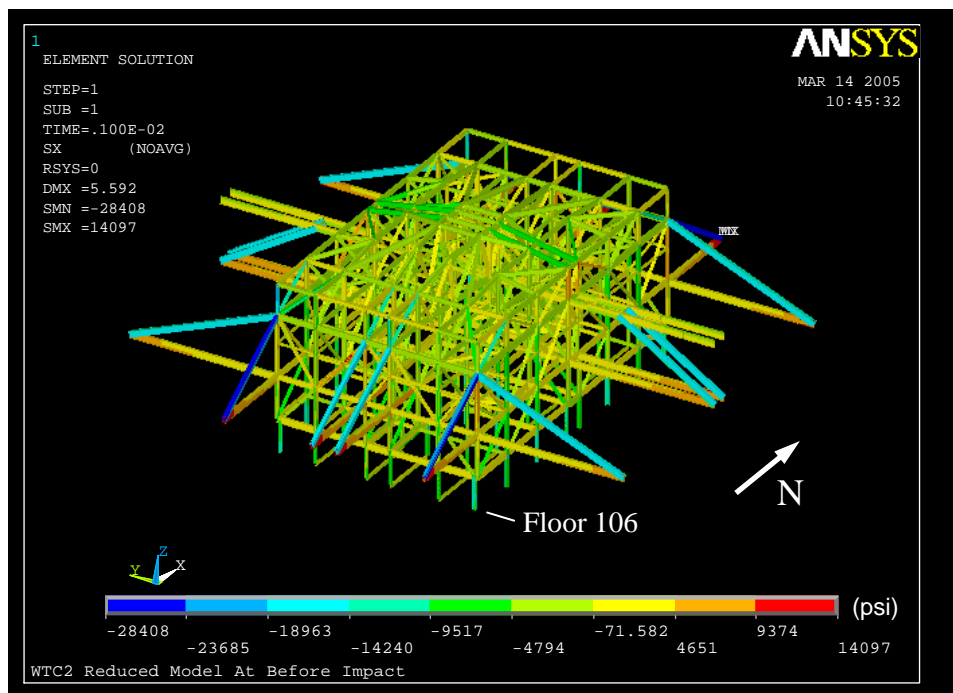 1
ANSYS
ELEMENT SOLUTION
MAR 14 2005
10:45:32
STEP=1
SUB =1
TIME=.100E-02
SX (NOAVG)
RSYS=0
DMX =5.592
SMN =-28408
SMX =14097
Floor 106
N
Z
Y X
(psi)
-28408 -18963 -9517 -71.582 9374
-23685 -14240 -4794 4651 14097
WTC2 Reduced Model At Before Impact